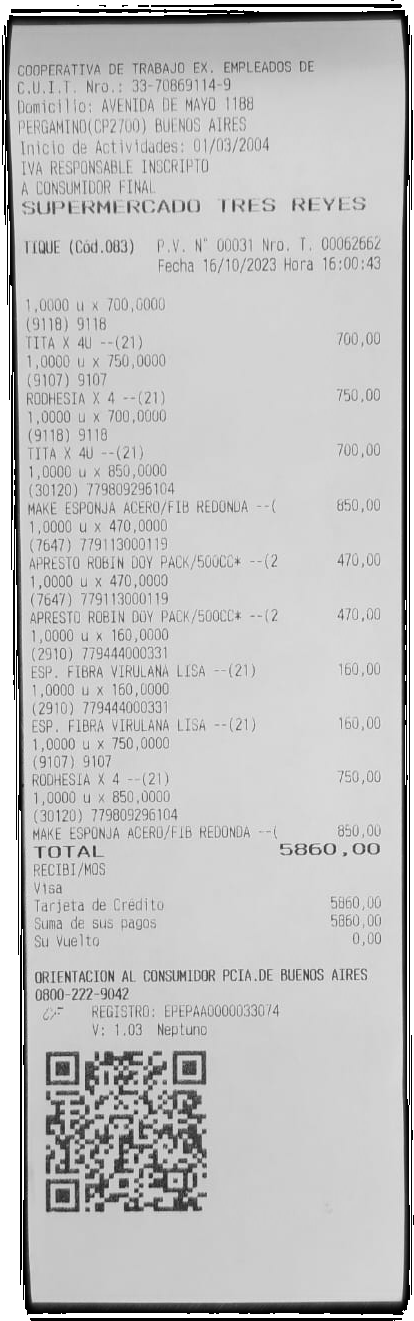 COOPERATIVA DE TRABAJO EX. EMPLEADOS DE
C.U.I.T. Nro.: 33-70869114-9
Domicilio: AVENIDA DE MAYO 1188
PERGAMINO(CP2700) BUENOS AIRES
Inicio de Actividades: 01/03/2004
IVA RESPONSABLE INSCRIPTO
A CONSUMIDOR FINAL
SUPERMERCADO TRES REYES
TIQUE (Cód.083) P.V. N° 00031 Nro. T. 00062662
Fecha 16/10/2023 Hora 16:00:43
1,0000 u x 700,0000
(9118) 9118
TITA X 4U --(21) 700,00
1,0000 u x 750,0000
(9107) 9107
RODHESIA X 4 --(21) 750,00
1,0000 u x 700,0000
(9118) 9118
TITA X 4U --(21) 700,00
1,0000 u x 850,0000
(30120) 779809296104
MAKE ESPONJA ACERO/FIB REDONDA --( 850,00
1,0000 u x 470,0000
(7647) 779113000119
APRESTO ROBIN DOY PACK/500CC* --(2 470,00
1,0000 u x 470,0000
(7647) 779113000119
APRESTO ROBIN DOY PACK/500CC* --(2 470,00
1,0000 u x 160,0000
(2910) 779444000331
ESP. FIBRA VIRULANA LISA --(21) 160,00
1,0000 u x 160,0000
(2910) 779444000331
ESP. FIBRA VIRULANA LISA --(21) 160,00
1,0000 u x 750,0000
(9107) 9107
RODHESIA X 4 --(21) 750,00
1,0000 u x 850,0000
(30120) 779809296104
MAKE ESPONJA ACERO/FIB REDONDA --( 850,00
TOTAL 5860,00
RECIBI/MOS
Visa
Tarjeta de Crédito 5860,00
Suma de sus pagos 5860,00
Su Vuelto 0,00
ORIENTACION AL CONSUMIDOR PCIA.DE BUENOS AIRES
0800-222-9042
CF REGISTRO: EPEPAA0000033074
V: 1.03 Neptuno